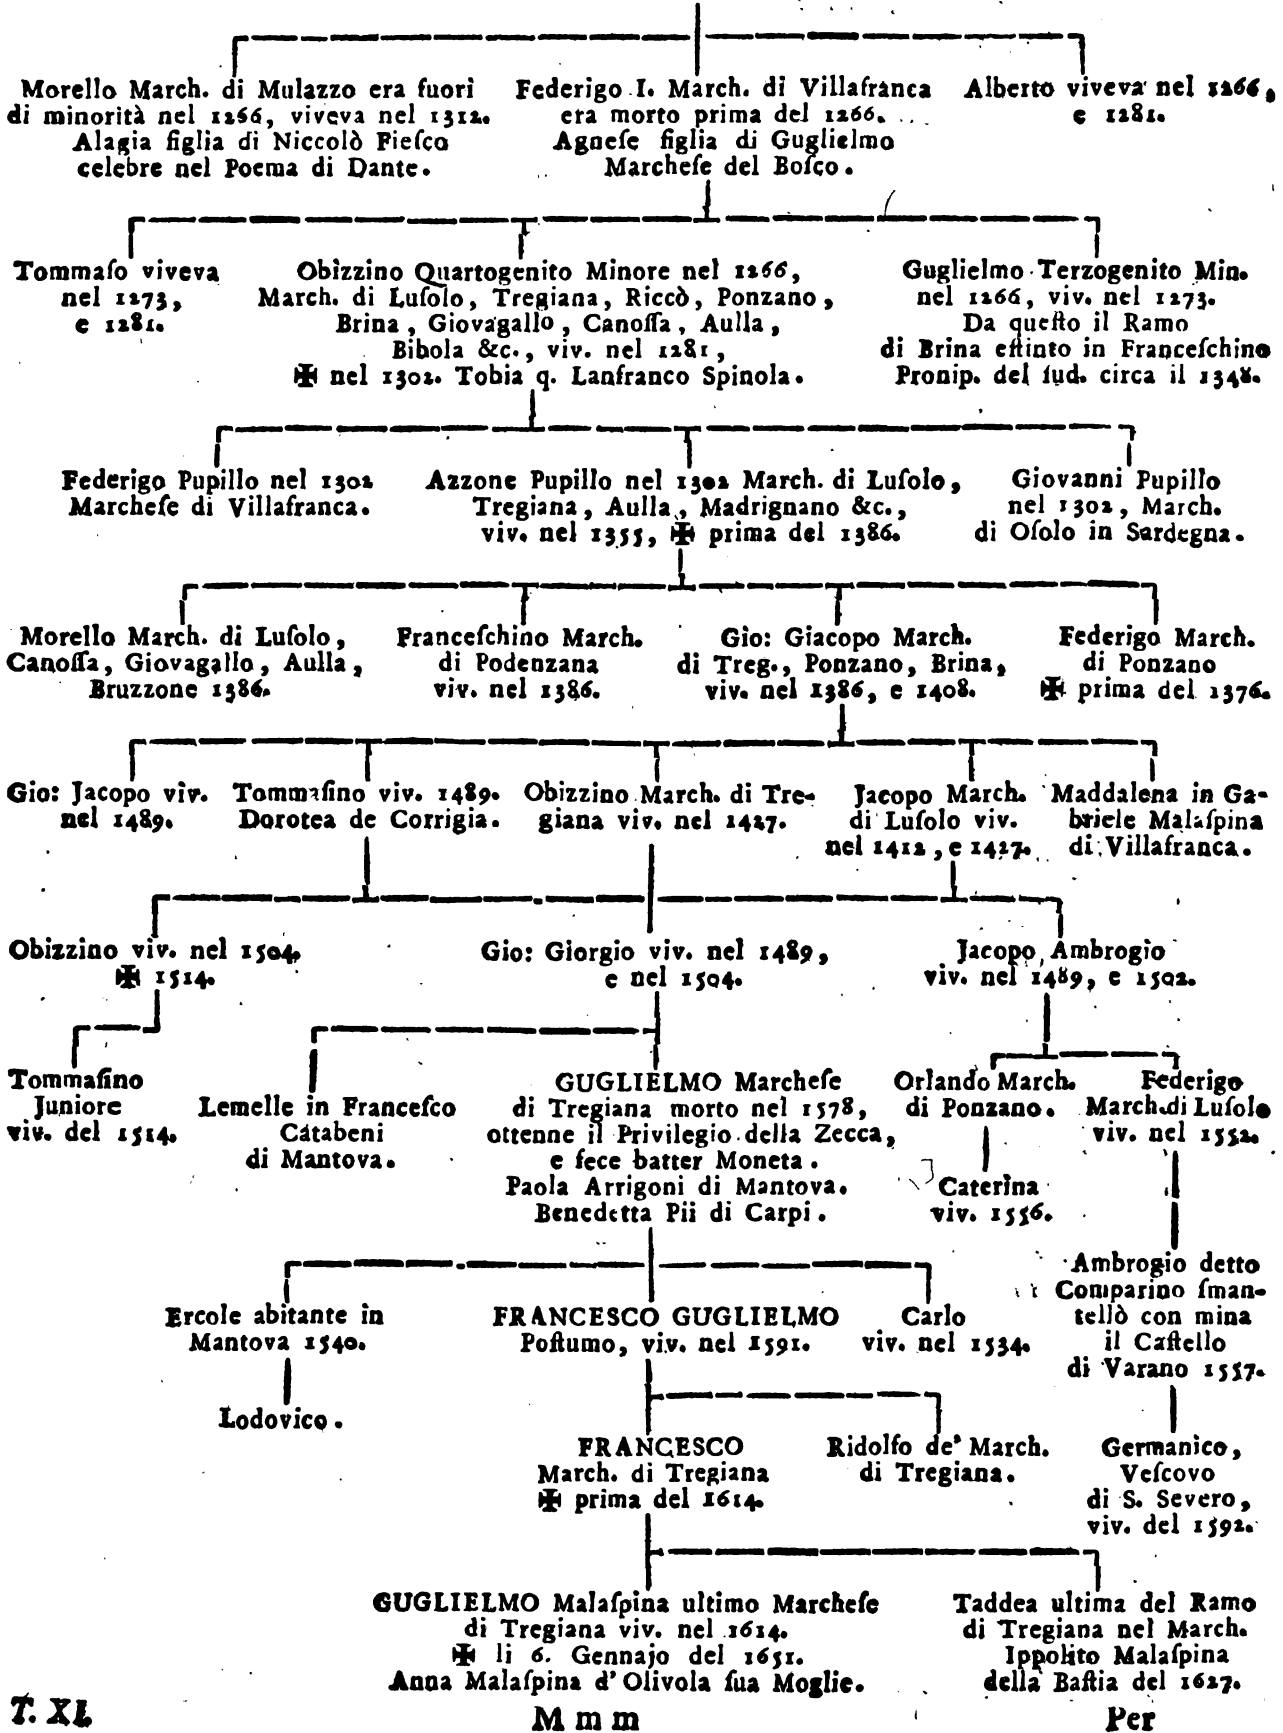 Morello March. di Mulazzo era fuori
di minorità nel 1266, viveva nel 1312.
Alagia figlia di Niccolò Fieſco
celebre nel Poema di Dante.
Federigo I. March. di Villafranca
era morto prima del 1266.
Agneſe figlia di Guglielmo
Marcheſe del Boſco.
Alberto viveva nel 1266,
e 1281.
Tommaſo viveva
nel 1273,
e 1281.
Obizzino Quartogenito Minore nel 1266,
March. di Luſolo, Tregiana, Riccò, Ponzano,
Brina, Giovagallo, Canoſſa, Aulla,
Bibola &c., viv. nel 1281,
✠ nel 1302. Tobia q. Lanfranco Spinola.
Guglielmo Terzogenito Min.
nel 1266, viv. nel 1273.
Da queſto il Ramo
di Brina eſtinto in Franceſchino
Pronip. del ſud. circa il 1348.
Federigo Pupillo nel 1302
Marcheſe di Villafranca.
Azzone Pupillo nel 1302 March. di Luſolo,
Tregiana, Aulla, Madrignano &c.,
viv. nel 1355, ✠ prima del 1386.
Giovanni Pupillo
nel 1302, March.
di Oſolo in Sardegna.
Morello March. di Luſolo,
Canoſſa, Giovagallo, Aulla,
Bruzzone 1386.
Franceſchino March.
di Podenzana
viv. nel 1386.
Gio: Giacopo March.
di Treg., Ponzano, Brina,
viv. nel 1386, e 1408.
Federigo March.
di Ponzano
✠ prima del 1376.
Gio: Jacopo viv.
nel 1489.
Tommaſino viv. 1489.
Dorotea de Corrigia.
Obizzino March. di Tre-
giana viv. nel 1427.
Jacopo March.
di Luſolo viv.
nel 1412, e 1427.
Maddalena in Ga-
briele Malaſpina
di Villafranca.
Obizzino viv. nel 1504,
✠ 1514.
Gio: Giorgio viv. nel 1489,
e nel 1504.
Jacopo Ambrogio
viv. nel 1489, e 1502.
Tommaſino
Juniore
viv. del 1514.
Lemelle in Franceſco
Catabeni
di Mantova.
GUGLIELMO Marcheſe
di Tregiana morto nel 1578,
ottenne il Privilegio della Zecca,
e fece batter Moneta.
Paola Arrigoni di Mantova.
Benedetta Pii di Carpi.
Orlando March.
di Ponzano.
Caterina
viv. 1556.
Federigo
March. di Luſolo
viv. nel 1552.
Ercole abitante in
Mantova 1540.
Lodovico.
FRANCESCO GUGLIELMO
Poſtumo, viv. nel 1591.
Carlo
viv. nel 1534.
Ambrogio detto
Comparino ſman-
tellò con mina
il Caſtello
di Varano 1557.
FRANCESCO
March. di Tregiana
✠ prima del 1614.
Ridolfo de' March.
di Tregiana.
Germanico,
Veſcovo
di S. Severo,
viv. del 1592.
GUGLIELMO Malaſpina ultimo Marcheſe
di Tregiana viv. nel 1614.
✠ li 6. Gennajo del 1651.
Anna Malaſpina d'Olivola ſua Moglie.
Taddea ultima del Ramo
di Tregiana nel March.
Ippolito Malaſpina
della Baſtia del 1627.
T. XI.
M m m
Per